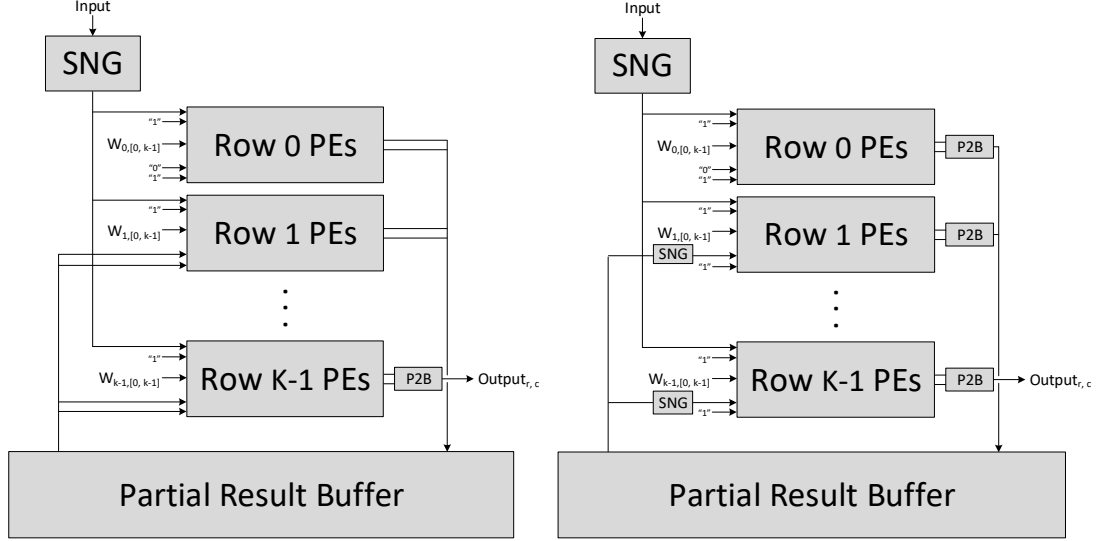 Input
SNG
"1"
Row 0 PEs
W0,[0, k-1]
"0"
"1"
"1"
Row 1 PEs
W1,[0, k-1]
"1"
Row K-1 PEs
Wk-1,[0, k-1]
P2B
Outputr, c
Partial Result Buffer
Input
SNG
"1"
Row 0 PEs
P2B
W0,[0, k-1]
"0"
"1"
"1"
Row 1 PEs
P2B
W1,[0, k-1]
SNG
"1"
"1"
Row K-1 PEs
P2B
Wk-1,[0, k-1]
Outputr, c
SNG
"1"
Partial Result Buffer